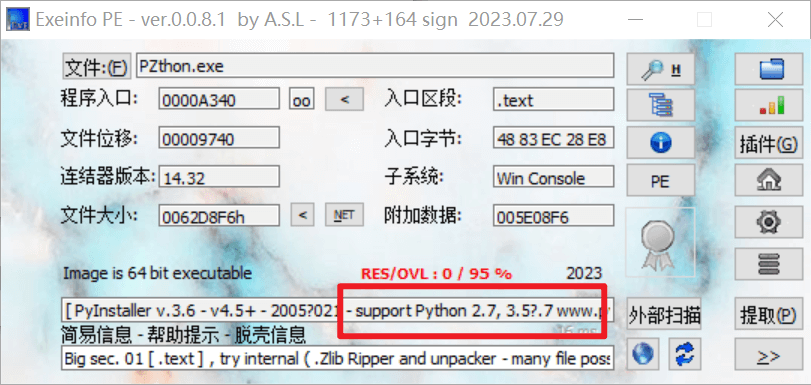 Exeinfo PE - ver.0.0.8.1 by A.S.L - 1173+164 sign 2023.07.29
文件:(F) PZthon.exe H
程序入口: 0000A340 oo < 入口区段: .text
文件位移: 00009740 入口字节: 48 83 EC 28 E8 插件(G)
连结器版本: 14.32 子系统: Win Console PE
文件大小: 0062D8F6h < NET 附加数据: 005E08F6
Image is 64 bit executable RES/OVL : 0 / 95 % 2023
[ PyInstaller v.3.6 - v4.5+ - 2005?021 - support Python 2.7, 3.5?.7 www.p 外部扫描 提取(P)
简易信息 - 帮助提示 - 脱壳信息 16 ms
Big sec. 01 [ .text ] , try internal ( .Zlib Ripper and unpacker - many file poss >>